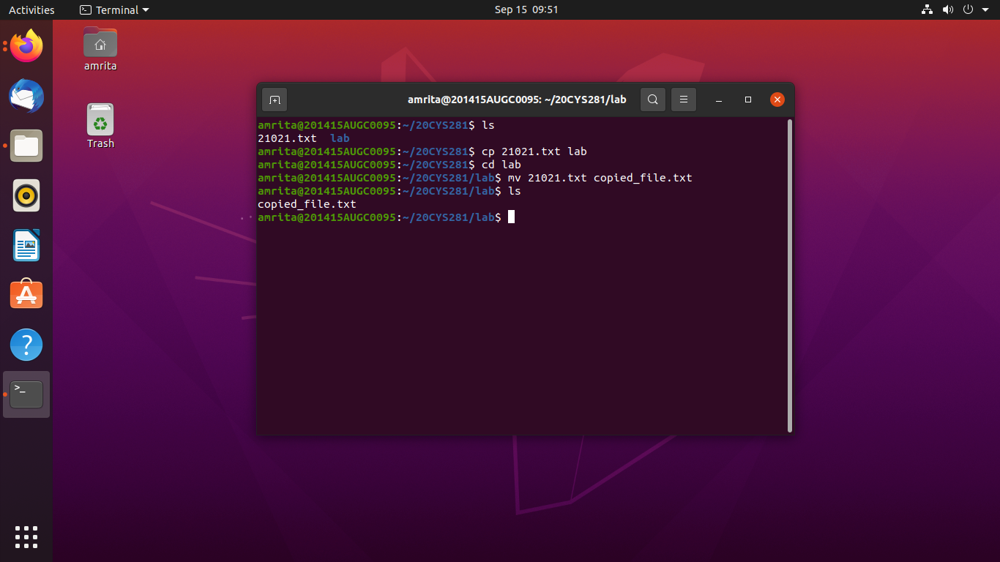 Activities Terminal Sep 15 09:51
amrita
Trash
amrita@201415AUGC0095: ~/20CYS281/lab
amrita@201415AUGC0095:~/20CYS281$ ls
21021.txt  lab
amrita@201415AUGC0095:~/20CYS281$ cp 21021.txt lab
amrita@201415AUGC0095:~/20CYS281$ cd lab
amrita@201415AUGC0095:~/20CYS281/lab$ mv 21021.txt copied_file.txt
amrita@201415AUGC0095:~/20CYS281/lab$ ls
copied_file.txt
amrita@201415AUGC0095:~/20CYS281/lab$